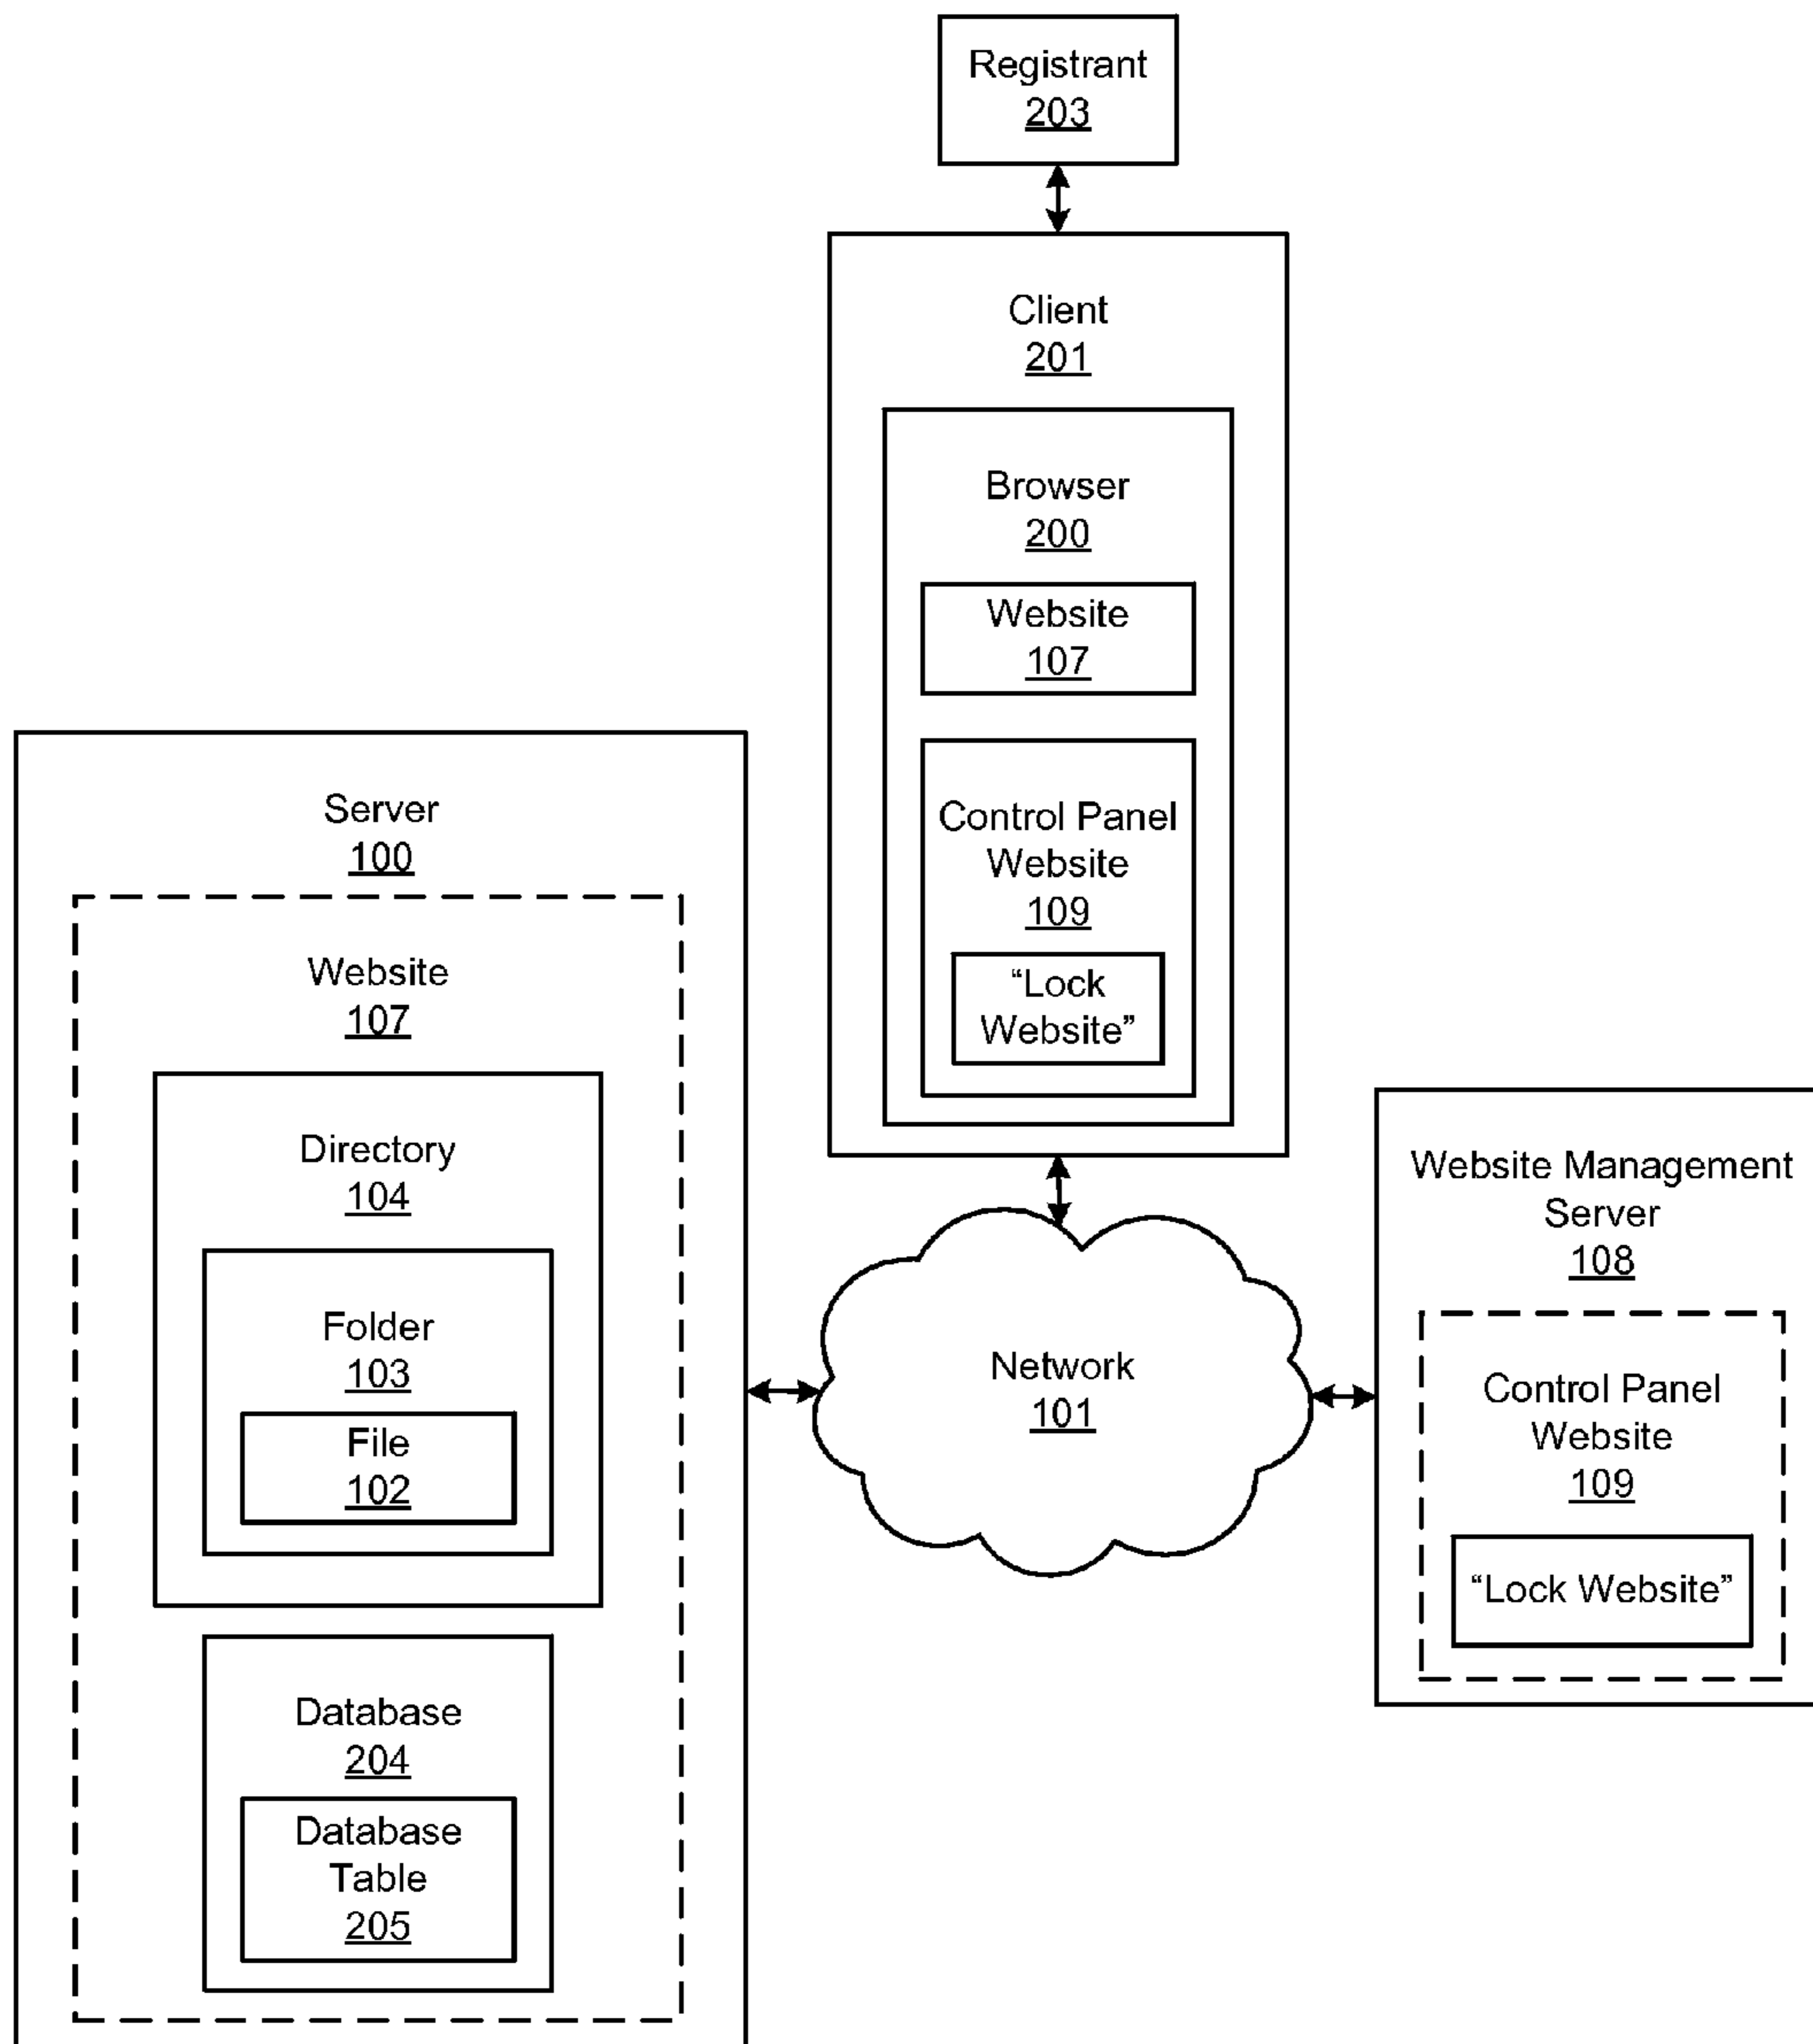 Registrant
203
Client
201
Browser
200
Website
107
Control Panel
Website
109
“Lock
Website”
Server
100
Website
107
Directory
104
Folder
103
File
102
Database
204
Database
Table
205
Network
101
Website Management
Server
108
Control Panel
Website
109
“Lock Website”